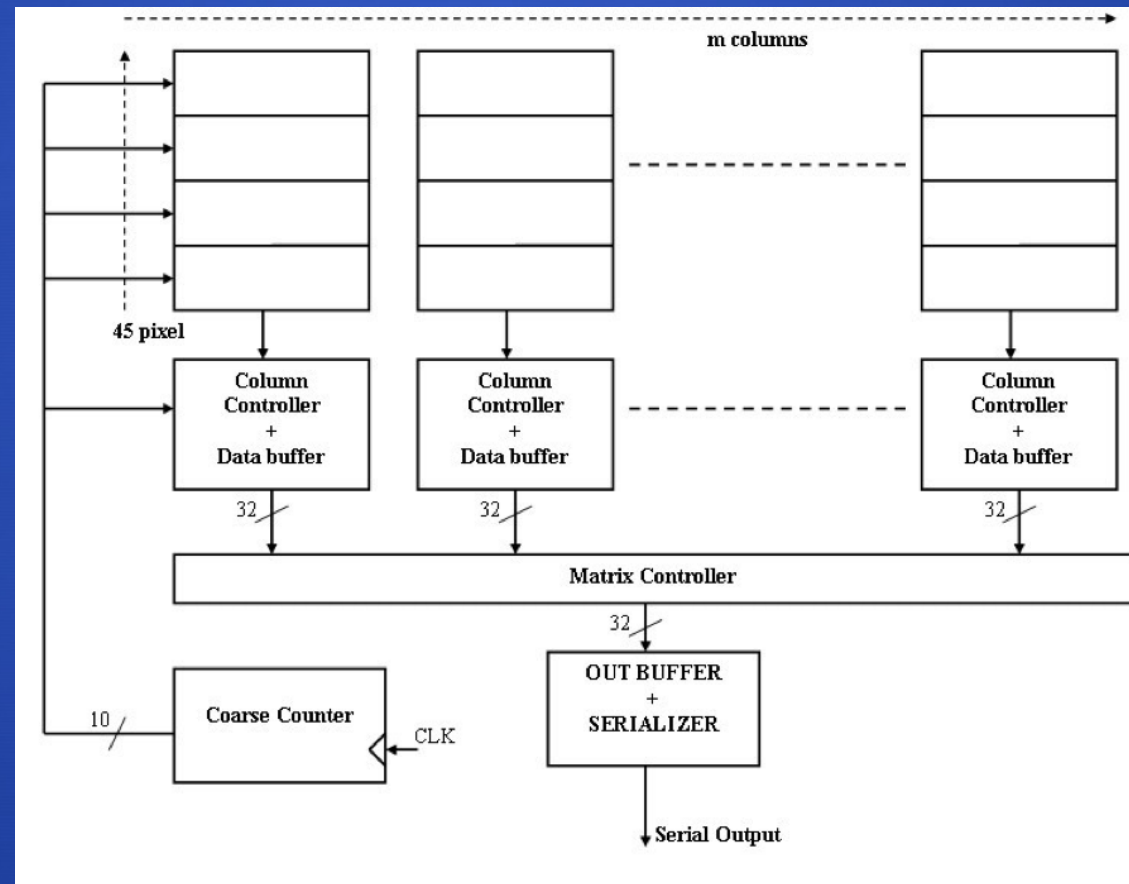 m columns
45 pixel
Column
Controller
+
Data buffer
Column
Controller
+
Data buffer
Column
Controller
+
Data buffer
32
32
32
Matrix Controller
32
OUT BUFFER
+
SERIALIZER
Coarse Counter
10
CLK
Serial Output